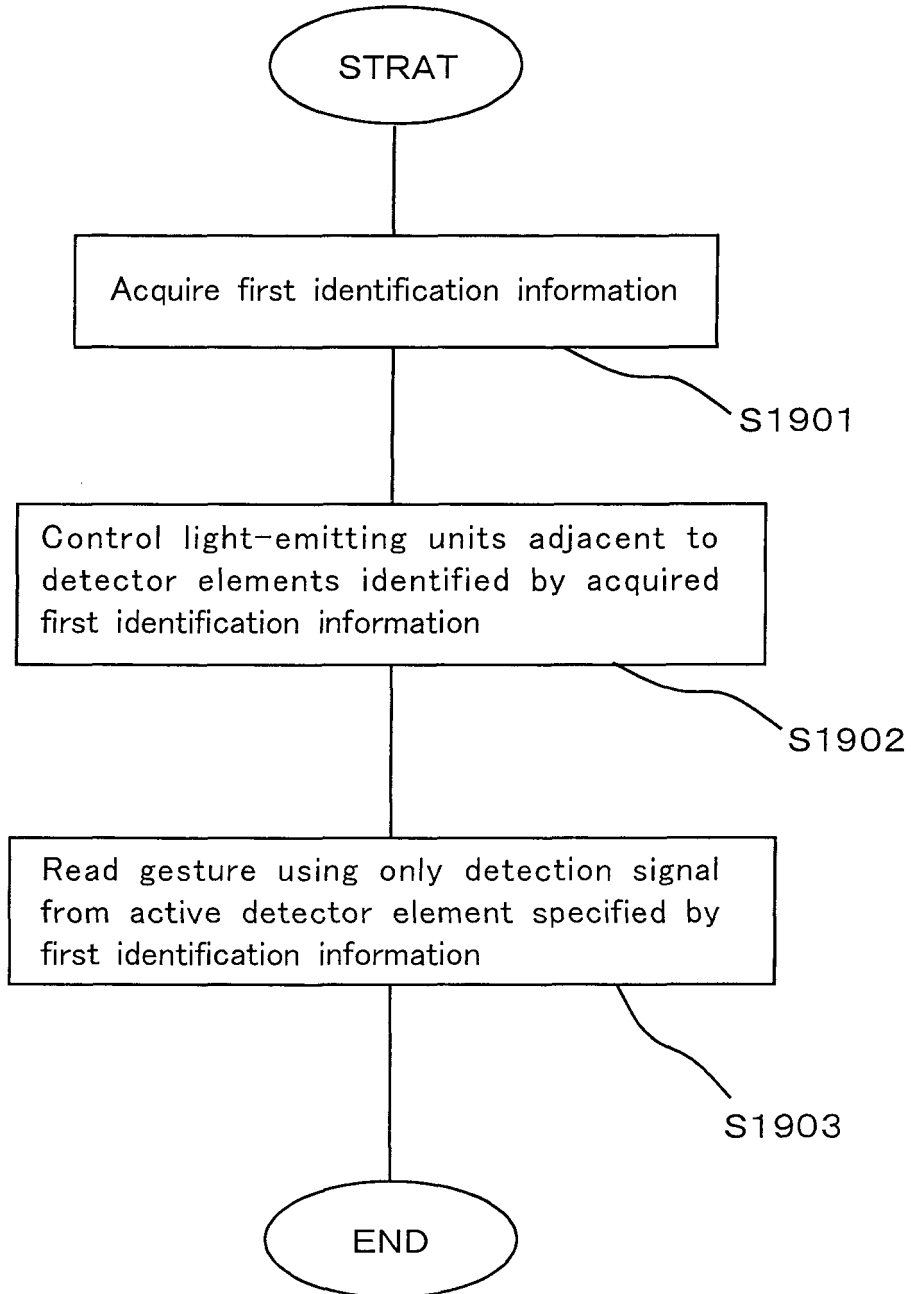 STRAT
Acquire first identification information
S1901
Control light-emitting units adjacent to
detector elements identified by acquired
first identification information
S1902
Read gesture using only detection signal
from active detector element specified by
first identification information
S1903
END